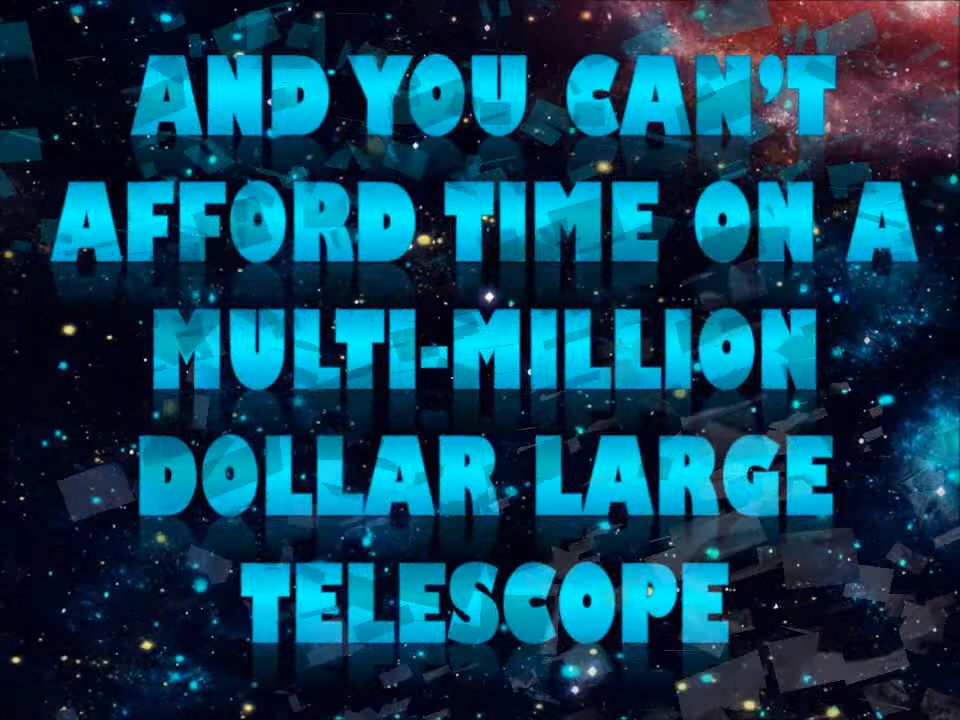 AND YOU CAN'T
AFFORD TIME ON A
MULTI-MILLION
DOLLAR LARGE
TELESCOPE